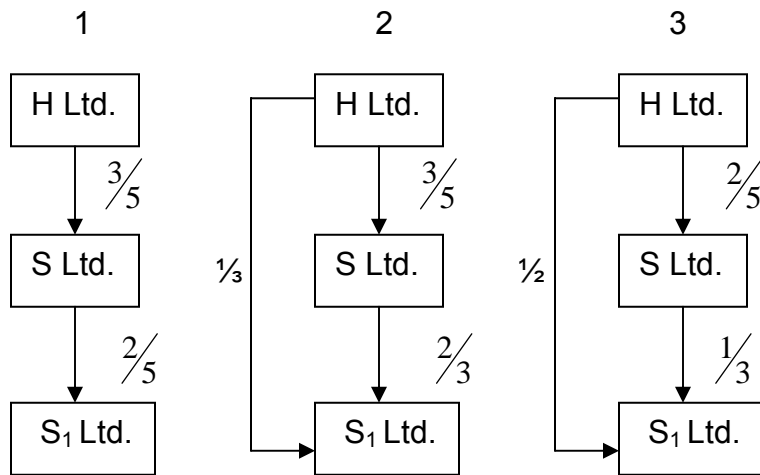 1 2 3
H Ltd. H Ltd. H Ltd.
3/5 3/5 2/5
S Ltd. ⅓ S Ltd. ½ S Ltd.
2/5 2/3 1/3
S₁ Ltd. S₁ Ltd. S₁ Ltd.